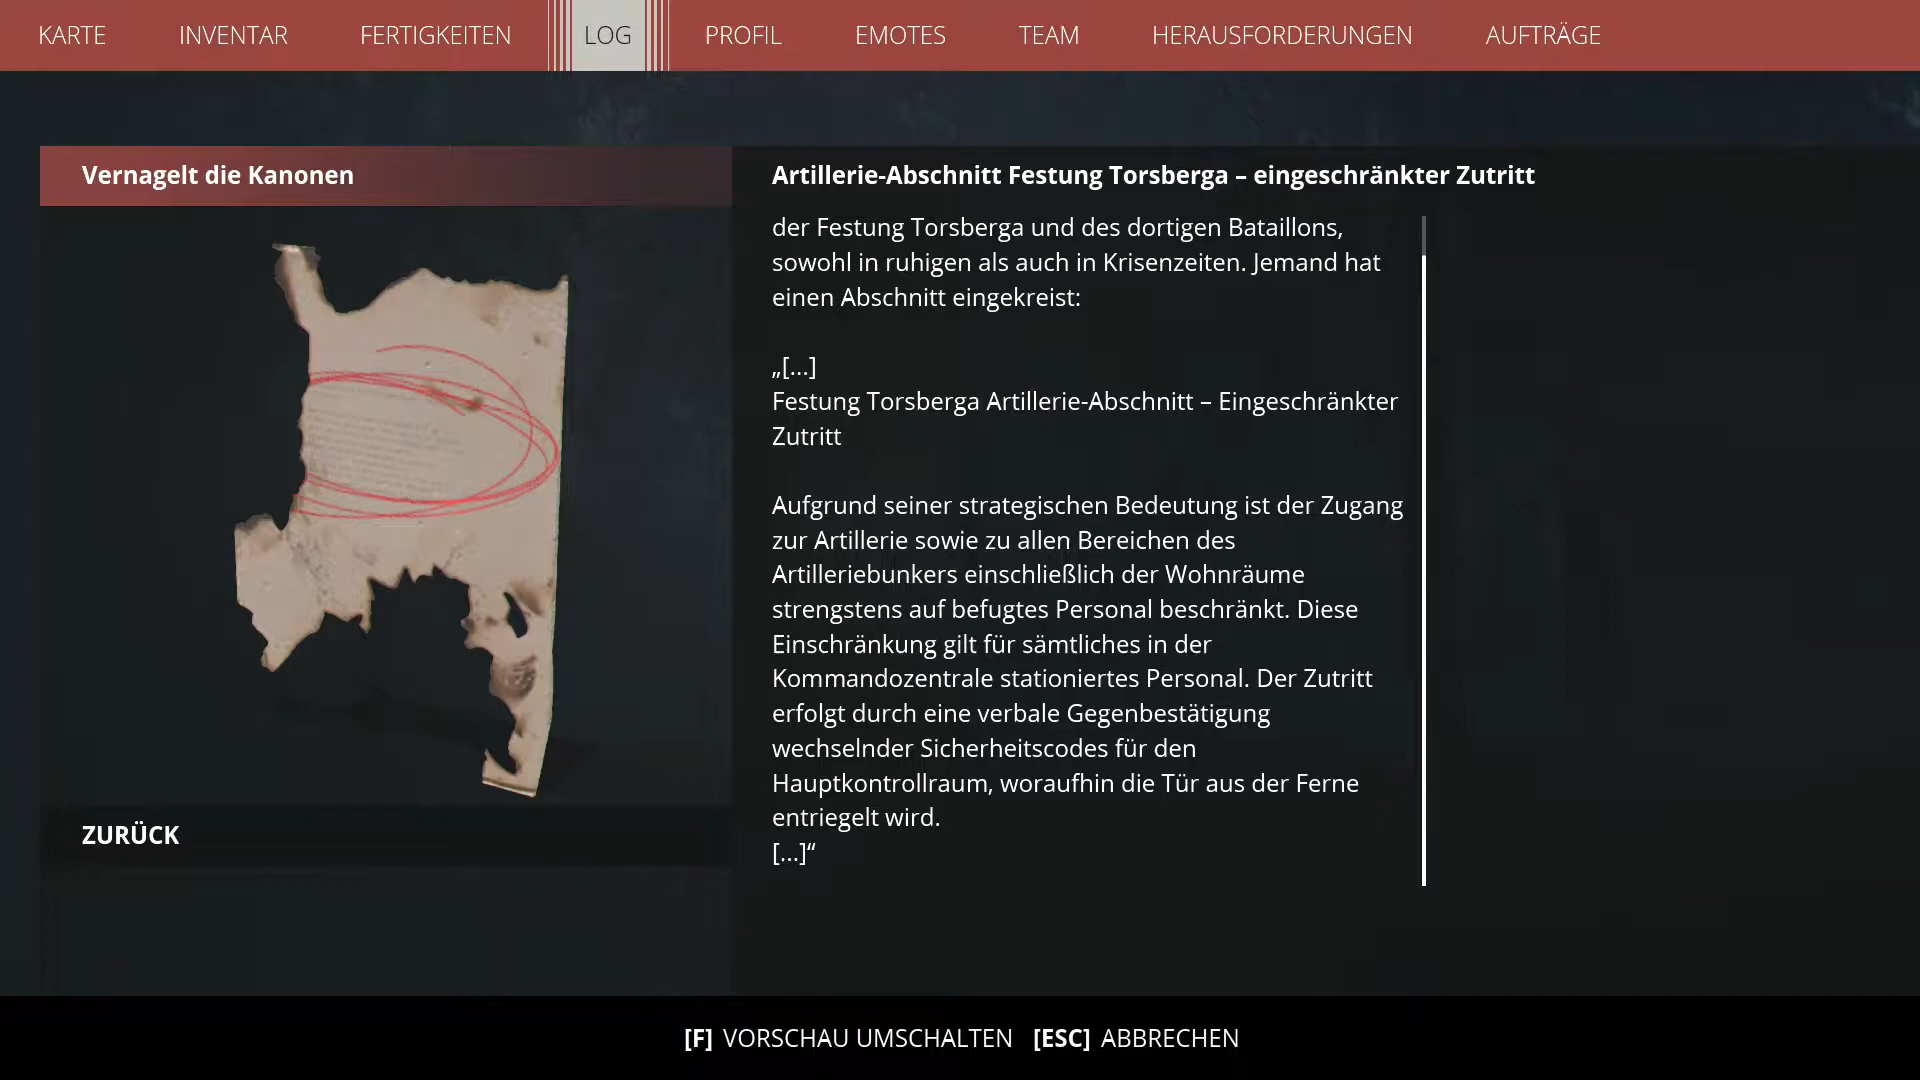 KARTE INVENTAR FERTIGKEITEN LOG PROFIL EMOTES TEAM HERAUSFORDERUNGEN AUFTRÄGE
Vernagelt die Kanonen
ZURÜCK
Artillerie-Abschnitt Festung Torsberga – eingeschränkter Zutritt
der Festung Torsberga und des dortigen Bataillons,
sowohl in ruhigen als auch in Krisenzeiten. Jemand hat
einen Abschnitt eingekreist:
„[...]
Festung Torsberga Artillerie-Abschnitt – Eingeschränkter
Zutritt
Aufgrund seiner strategischen Bedeutung ist der Zugang
zur Artillerie sowie zu allen Bereichen des
Artilleriebunkers einschließlich der Wohnräume
strengstens auf befugtes Personal beschränkt. Diese
Einschränkung gilt für sämtliches in der
Kommandozentrale stationiertes Personal. Der Zutritt
erfolgt durch eine verbale Gegenbestätigung
wechselnder Sicherheitscodes für den
Hauptkontrollraum, woraufhin die Tür aus der Ferne
entriegelt wird.
[...]“
[F] VORSCHAU UMSCHALTEN [ESC] ABBRECHEN